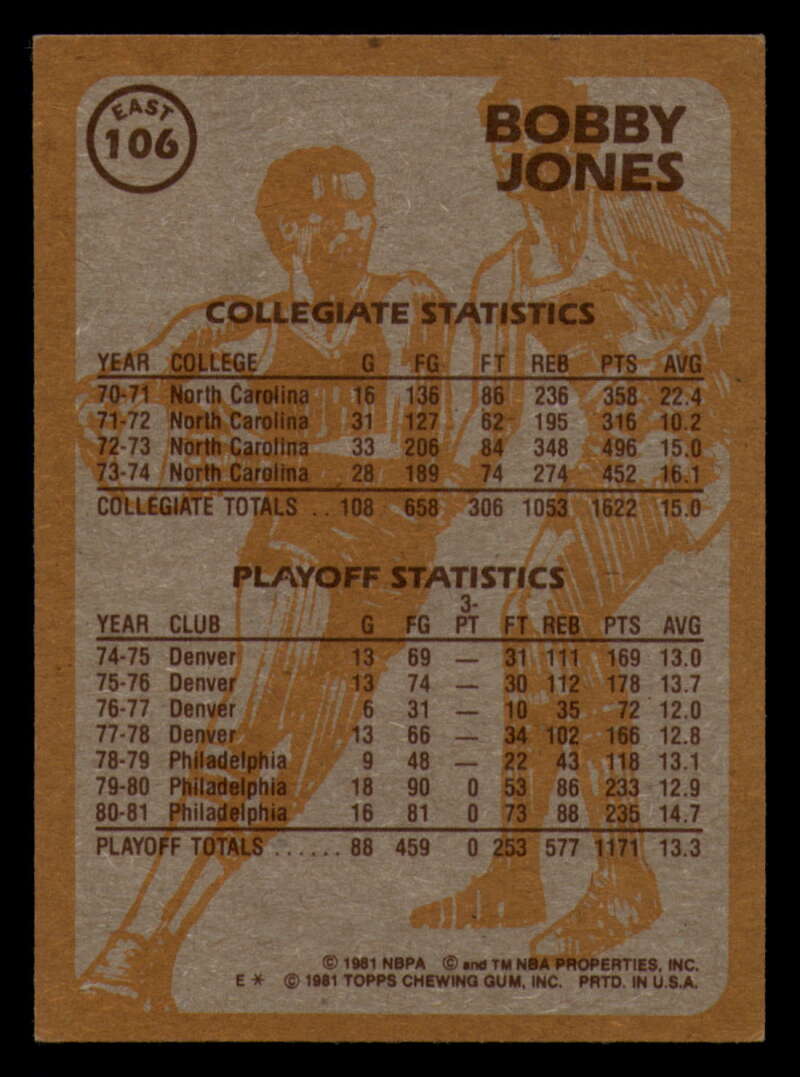 EAST
106
BOBBY
JONES
COLLEGIATE STATISTICS
YEAR COLLEGE G FG FT REB PTS AVG
70-71 North Carolina 16 136 86 236 358 22.4
71-72 North Carolina 31 127 62 195 316 10.2
72-73 North Carolina 33 206 84 348 496 15.0
73-74 North Carolina 28 189 74 274 452 16.1
COLLEGIATE TOTALS .. 108 658 306 1053 1622 15.0
PLAYOFF STATISTICS
YEAR CLUB G FG 3-PT FT REB PTS AVG
74-75 Denver 13 69 — 31 111 169 13.0
75-76 Denver 13 74 — 30 112 178 13.7
76-77 Denver 6 31 — 10 35 72 12.0
77-78 Denver 13 66 — 34 102 166 12.8
78-79 Philadelphia 9 48 — 22 43 118 13.1
79-80 Philadelphia 18 90 0 53 86 233 12.9
80-81 Philadelphia 16 81 0 73 88 235 14.7
PLAYOFF TOTALS ...... 88 459 0 253 577 1171 13.3
© 1981 NBPA © and TM NBA PROPERTIES, INC.
E * © 1981 TOPPS CHEWING GUM, INC. PRTD. IN U.S.A.